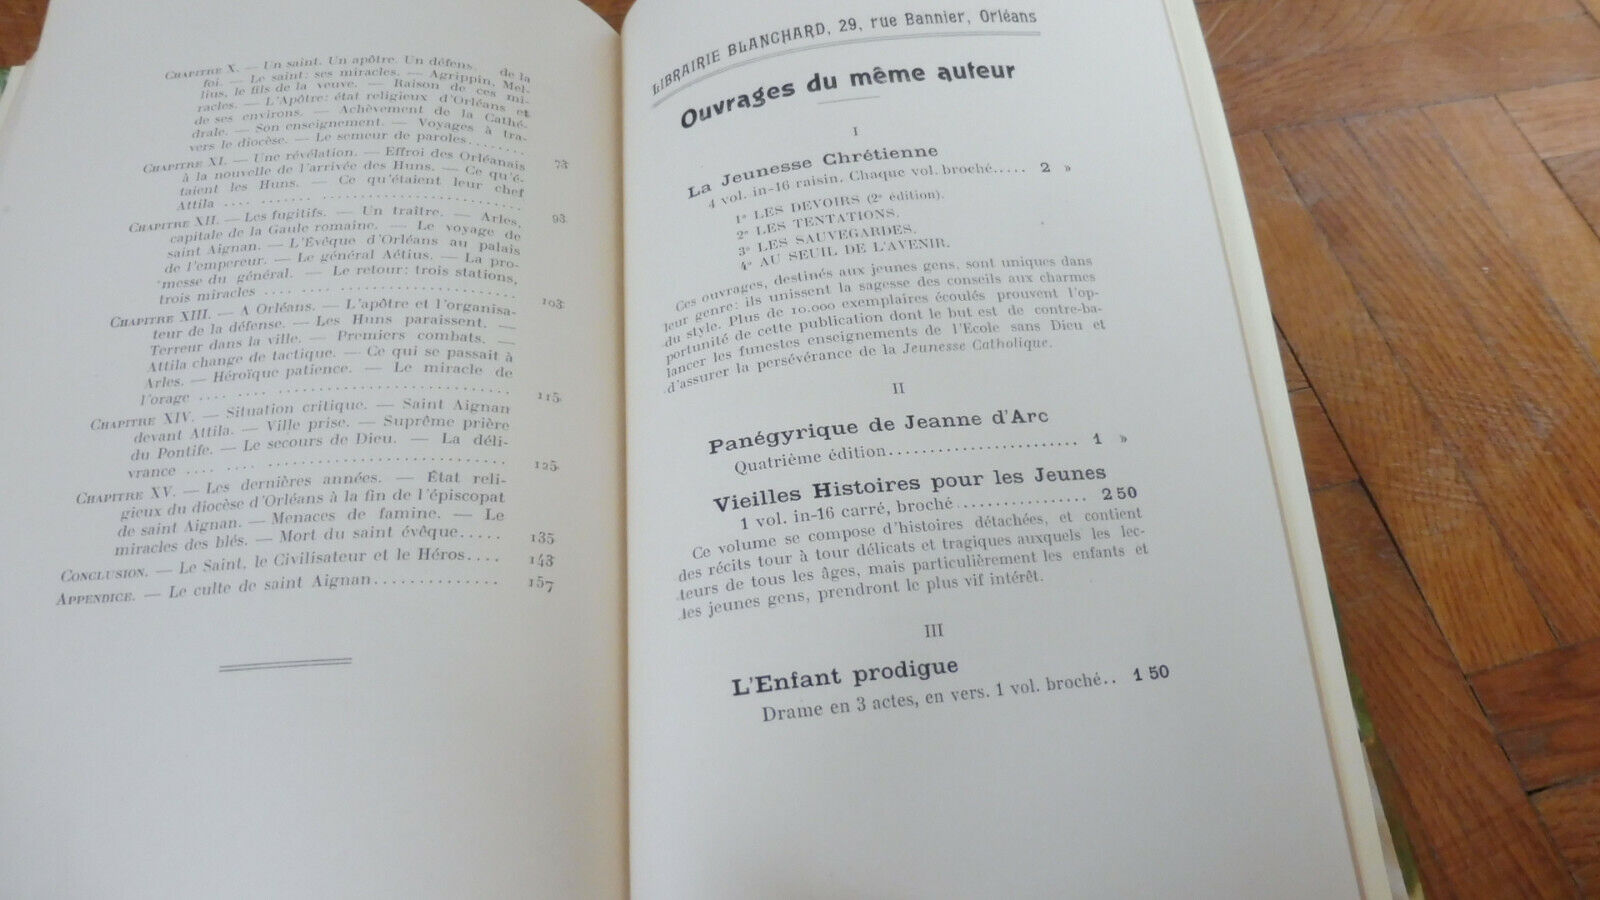 CHAPITRE X. — Un saint. Un apôtre. Un défens. de la
foi. — Le saint: ses miracles. — Agrippin, Mel-
lius, le fils de la veuve. — Raison de ces mi-
racles. — L'Apôtre: état religieux d'Orléans et
de ses environs. — Achèvement de la Cathé-
drale. — Son enseignement. — Voyages à tra-
vers le diocèse. — Le semeur de paroles........ 73
CHAPITRE XI. — Une révélation. — Effroi des Orléanais
à la nouvelle de l'arrivée des Huns. — Ce qu'é-
taient les Huns. — Ce qu'étaient leur chef
Attila .... ........................ 93
CHAPITRE XII. — Les fugitifs. — Un traître. — Arles,
capitale de la Gaule romaine. — Le voyage de
saint Aignan. — L'Évêque d'Orléans au palais
de l'empereur. — Le général Aétius. — La pro-
messe du général. — Le retour: trois stations,
trois miracles .... .................... 103
CHAPITRE XIII. — A Orléans. — L'apôtre et l'organisa-
teur de la défense. — Les Huns paraissent. —
Terreur dans la ville. — Premiers combats. —
Attila change de tactique. — Ce qui se passait à
Arles. — Héroïque patience. — Le miracle de
l'orage .... .... ...................... 115
CHAPITRE XIV. — Situation critique. — Saint Aignan
devant Attila. — Ville prise. — Suprême prière
du Pontife. — Le secours de Dieu. — La déli-
vrance .... .... ...................... 125
CHAPITRE XV. — Les dernières années. — État reli-
gieux du diocèse d'Orléans à la fin de l'épiscopat
de saint Aignan. — Menaces de famine. — Le
miracles des blés. — Mort du saint évêque..... 135
CONCLUSION. — Le Saint, le Civilisateur et le Héros.... 143
APPENDICE. — Le culte de saint Aignan.............. 157
LIBRAIRIE BLANCHARD, 29, rue Bannier, Orléans
Ouvrages du même auteur
I
La Jeunesse Chrétienne
4 vol. in-16 raisin. Chaque vol. broché..... 2 »
1° LES DEVOIRS (2e édition).
2° LES TENTATIONS.
3° LES SAUVEGARDES.
4° AU SEUIL DE L'AVENIR.
Ces ouvrages, destinés aux jeunes gens, sont uniques dans
leur genre: ils unissent la sagesse des conseils aux charmes
du style. Plus de 10.000 exemplaires écoulés prouvent l'op-
portunité de cette publication dont le but est de contre-ba-
lancer les funestes enseignements de l'Ecole sans Dieu et
d'assurer la persévérance de la Jeunesse Catholique.
II
Panégyrique de Jeanne d'Arc
Quatrième édition...................... 1 »
Vieilles Histoires pour les Jeunes
1 vol. in-16 carré, broché............... 2 50
Ce volume se compose d'histoires détachées, et contient
des récits tour à tour délicats et tragiques auxquels les lec-
teurs de tous les âges, mais particulièrement les enfants et
les jeunes gens, prendront le plus vif intérêt.
III
L'Enfant prodigue
Drame en 3 actes, en vers. 1 vol. broché.. 1 50